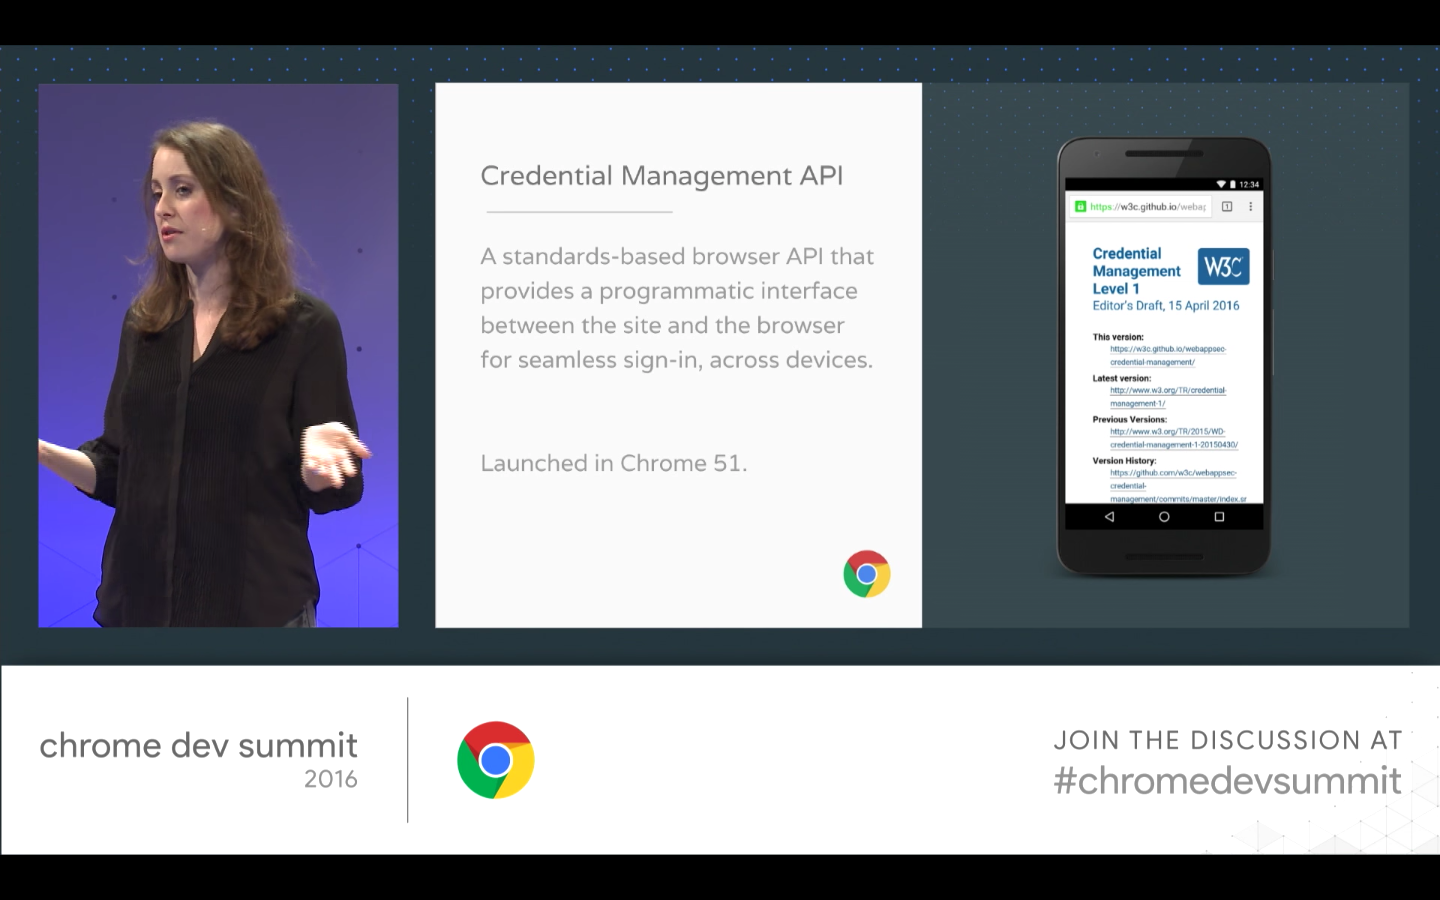 Credential Management API
A standards-based browser API that
provides a programmatic interface
between the site and the browser
for seamless sign-in, across devices.
Launched in Chrome 51.
12:34
https://w3c.github.io/webap
1
Credential
Management
Level 1
W3C
Editor's Draft, 15 April 2016
This version:
https://w3c.github.io/webappsec-
credential-management/
Latest version:
http://www.w3.org/TR/credential-
management-1/
Previous Versions:
http://www.w3.org/TR/2015/WD-
credential-management-1-20150430/
Version History:
https://github.com/w3c/webappsec-
credential-
management/commits/master/index.sr
chrome dev summit
2016
JOIN THE DISCUSSION AT
#chromedevsummit